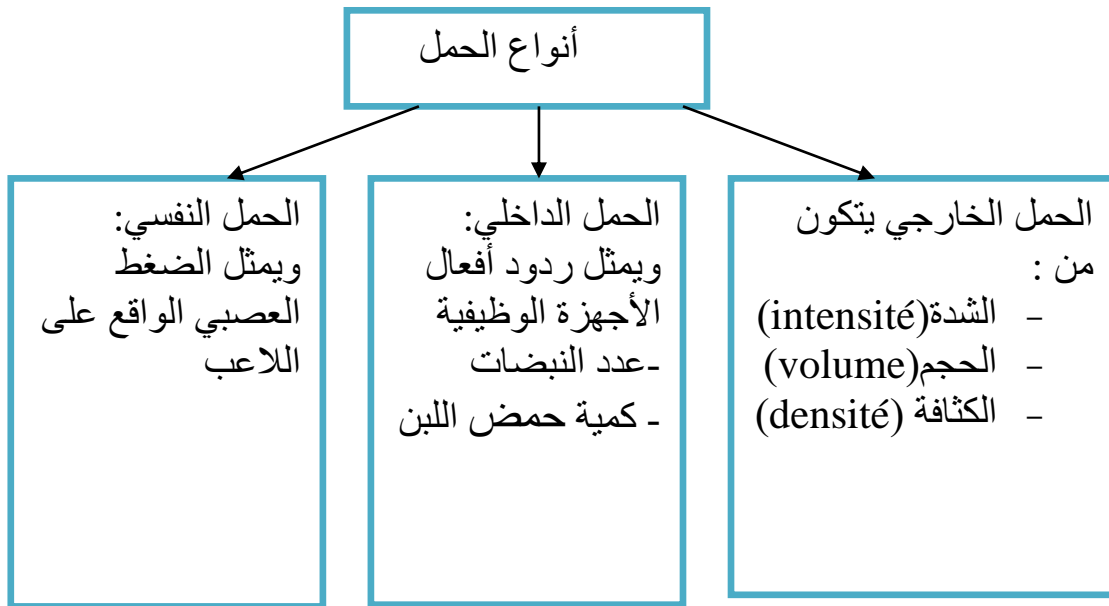 أنواع الحمل
الحمل الخارجي يتكون
من :
- الشدة(intensité)
- الحجم(volume)
- الكثافة (densité)
الحمل الداخلي:
ويمثل ردود أفعال
الأجهزة الوظيفية
-عدد النبضات
- كمية حمض اللبن
الحمل النفسي:
ويمثل الضغط
العصبي الواقع على
اللاعب